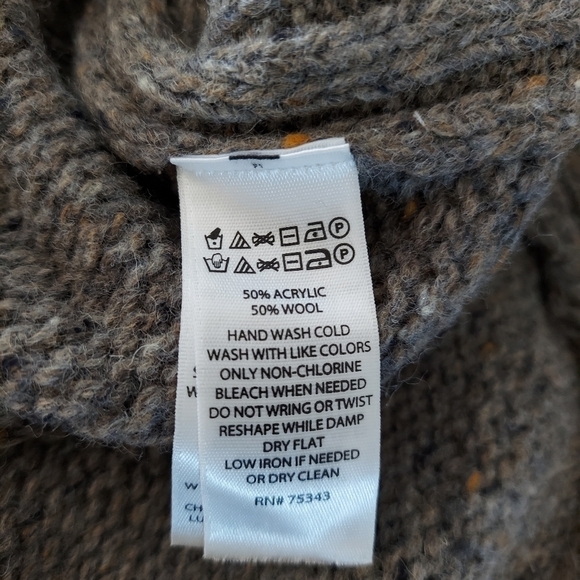 50% ACRYLIC
50% WOOL
HAND WASH COLD
WASH WITH LIKE COLORS
ONLY NON-CHLORINE
BLEACH WHEN NEEDED
DO NOT WRING OR TWIST
RESHAPE WHILE DAMP
DRY FLAT
LOW IRON IF NEEDED
OR DRY CLEAN
RN# 75343